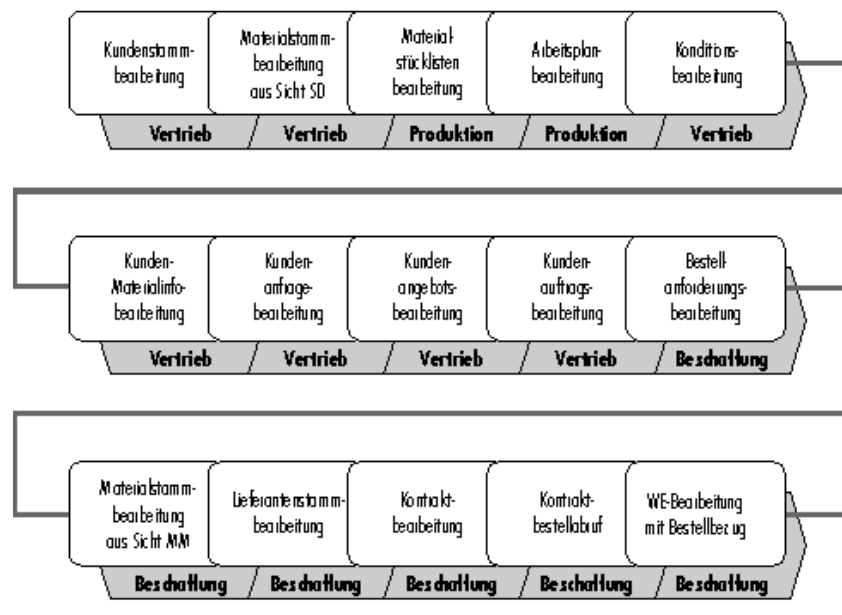 Kundenstamm-
bearbeitung
Materialstamm-
bearbeitung
aus Sicht SD
Material-
stücklisten
bearbeitung
Arbeitsplan-
bearbeitung
Konditions-
bearbeitung
Vertrieb / Vertrieb / Produktion / Produktion / Vertrieb
Kunden-
Materialinfo-
bearbeitung
Kunden-
anfrage-
bearbeitung
Kunden-
angebots-
bearbeitung
Kunden-
auftrags-
bearbeitung
Bestell-
anforderungs-
bearbeitung
Vertrieb / Vertrieb / Vertrieb / Vertrieb / Beschaffung
Materialstamm-
bearbeitung
aus Sicht MM
Lieferantenstamm-
bearbeitung
Kontrakt-
bearbeitung
Kontrakt-
bestellabruf
WE-Bearbeitung
mit Bestellbezug
Beschaffung / Beschaffung / Beschaffung / Beschaffung / Beschaffung